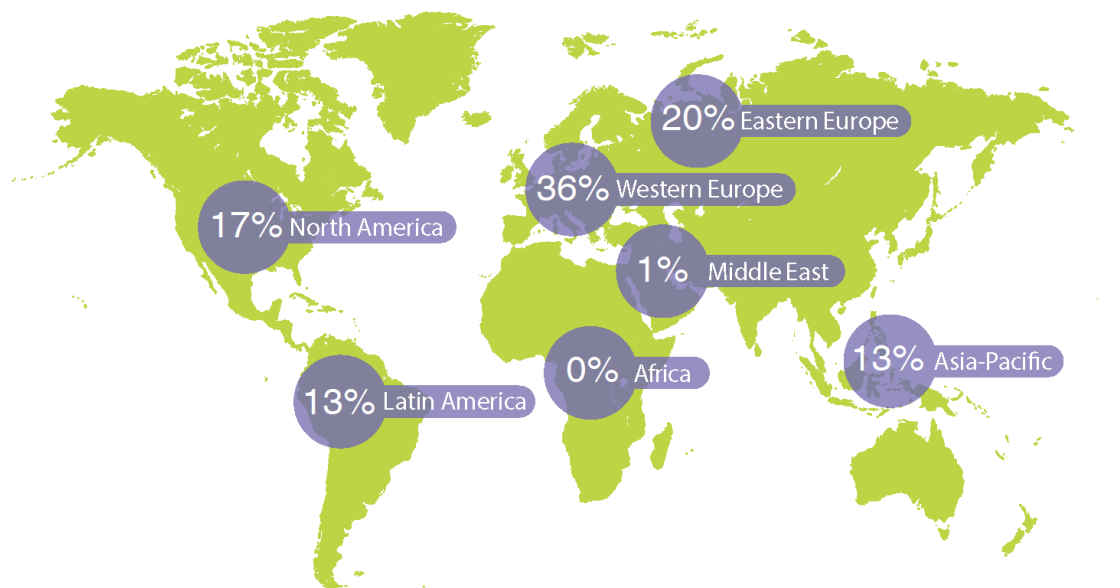 20% Eastern Europe
36% Western Europe
17% North America
1% Middle East
0% Africa
13% Asia-Pacific
13% Latin America